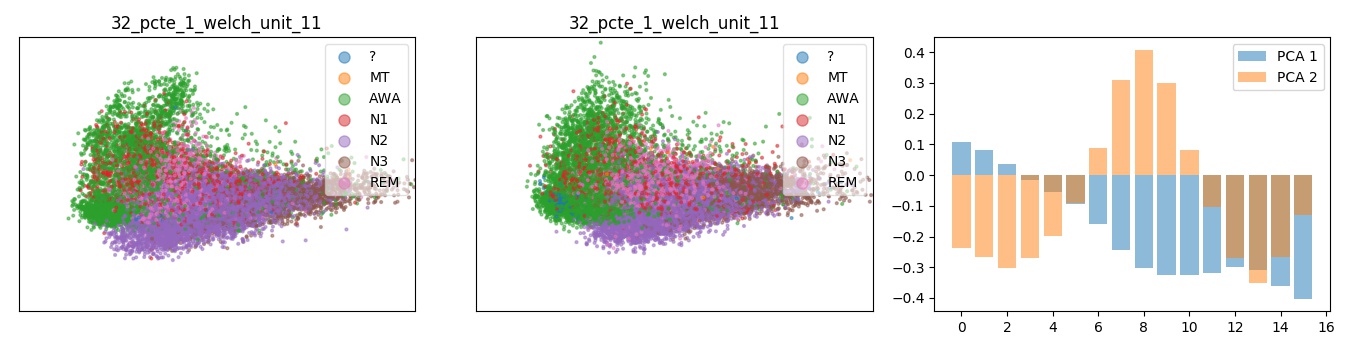 32_pcte_1_welch_unit_11
?
MT
AWA
N1
N2
N3
REM
32_pcte_1_welch_unit_11
?
MT
AWA
N1
N2
N3
REM
PCA 1
PCA 2
0.4
0.3
0.2
0.1
0.0
−0.1
−0.2
−0.3
−0.4
0 2 4 6 8 10 12 14 16